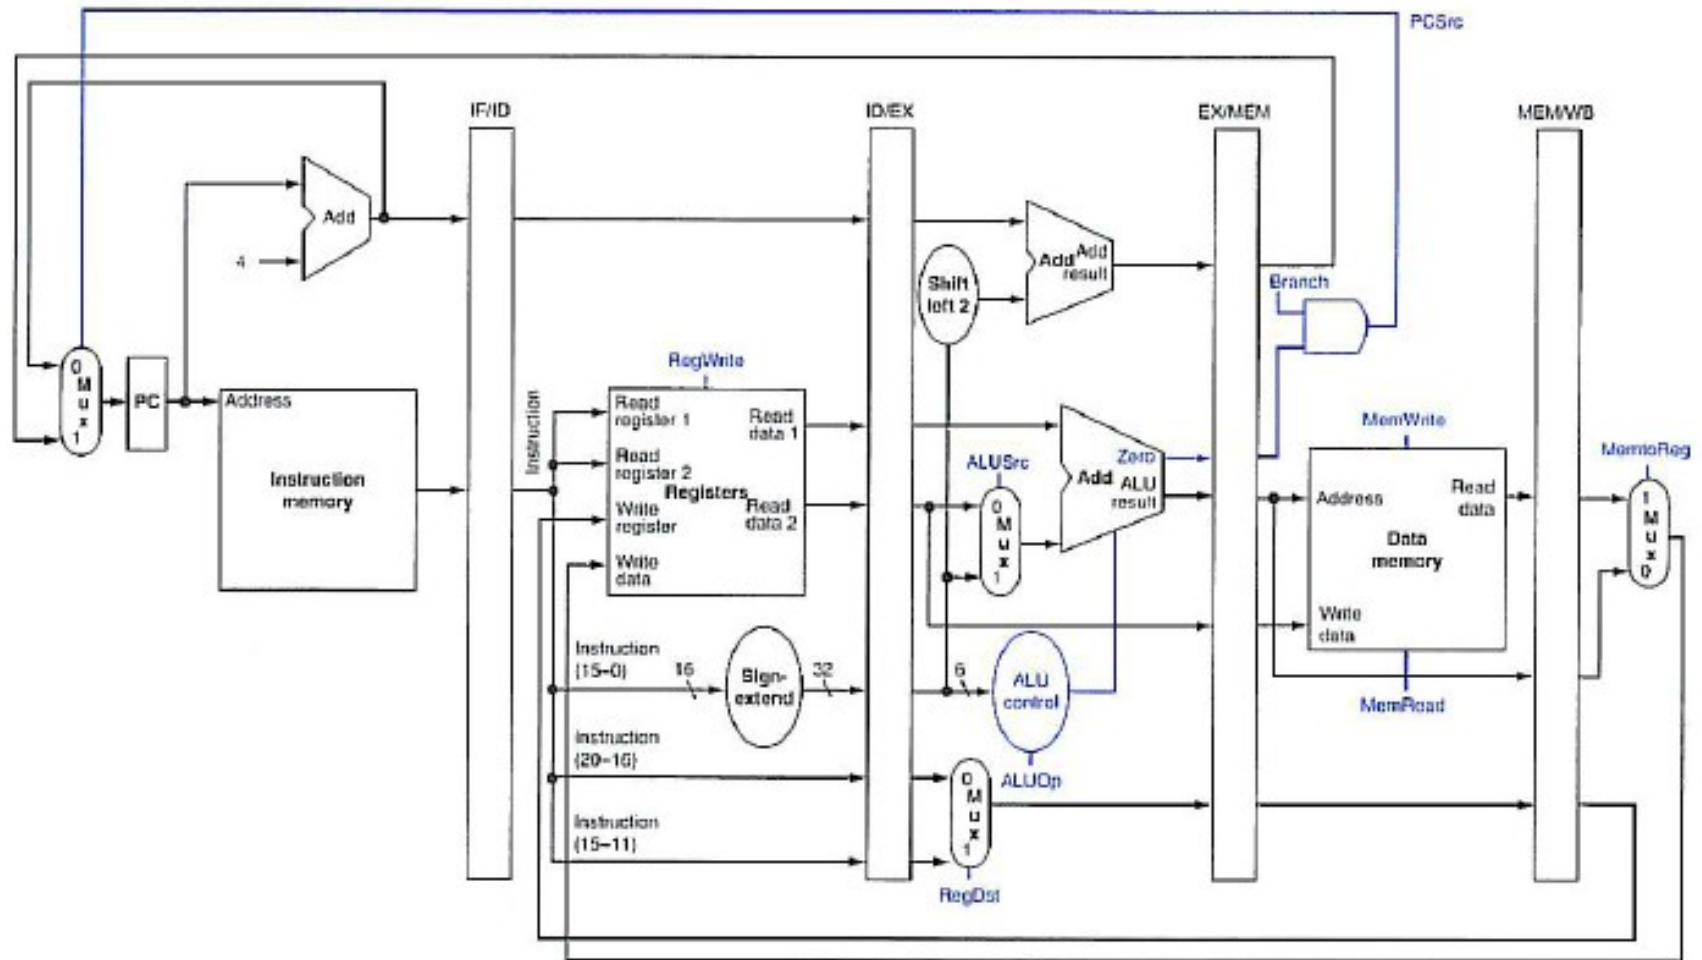 PCSrc
IF/ID
ID/EX
EX/MEM
MEM/WB
Add
4
Add Add
result
Shift
left 2
Branch
0
M
u
x
1
PC
Address
Instruction
memory
Instruction
RegWrite
Read
register 1
Read
data 1
Read
register 2
Registers
Write
register
Read
data 2
Write
data
ALUSrc
0
M
u
x
1
Zero
Add ALU
result
MemWrite
Address
Read
data
Data
memory
Write
data
MemRead
MemtoReg
1
M
u
x
0
Instruction
(15–0)
16
Sign-
extend
32
6
ALU
control
ALUOp
Instruction
(20–16)
Instruction
(15–11)
0
M
u
x
1
RegDst